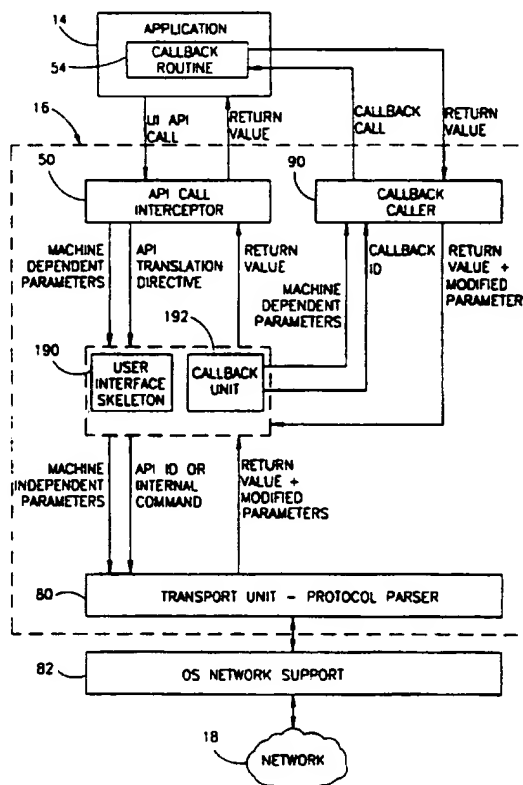 14
APPLICATION
54
CALLBACK
ROUTINE
16
UI API
CALL
RETURN
VALUE
CALLBACK
CALL
RETURN
VALUE
50
API CALL
INTERCEPTOR
90
CALLBACK
CALLER
MACHINE
DEPENDENT
PARAMETERS
API
TRANSLATION
DIRECTIVE
RETURN
VALUE
MACHINE
DEPENDENT
PARAMETERS
CALLBACK
ID
RETURN
VALUE +
MODIFIED
PARAMETER
190
USER
INTERFACE
SKELETON
192
CALLBACK
UNIT
MACHINE
INDEPENDENT
PARAMETERS
API ID OR
INTERNAL
COMMAND
RETURN
VALUE +
MODIFIED
PARAMETERS
80
TRANSPORT UNIT - PROTOCOL PARSER
82
OS NETWORK SUPPORT
18
NETWORK